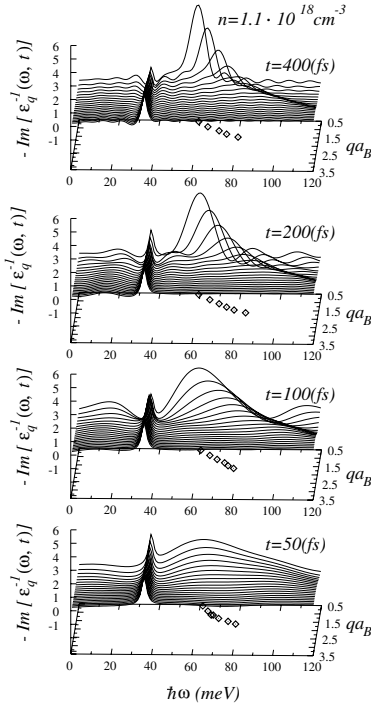 n=1.1 · 10^18 cm^-3
t=400(fs)
- Im [ ε_q^-1 (ω, t) ]
6
5
4
3
2
1
0
-1
0 20 40 60 80 100 120
0.5
1.5
2.5
3.5
qa_B
t=200(fs)
- Im [ ε_q^-1 (ω, t) ]
6
5
4
3
2
1
0
-1
0 20 40 60 80 100 120
0.5
1.5
2.5
3.5
qa_B
t=100(fs)
- Im [ ε_q^-1 (ω, t) ]
6
5
4
3
2
1
0
-1
0 20 40 60 80 100 120
0.5
1.5
2.5
3.5
qa_B
t=50(fs)
- Im [ ε_q^-1 (ω, t) ]
6
5
4
3
2
1
0
-1
0 20 40 60 80 100 120
0.5
1.5
2.5
3.5
qa_B
ħω (meV)